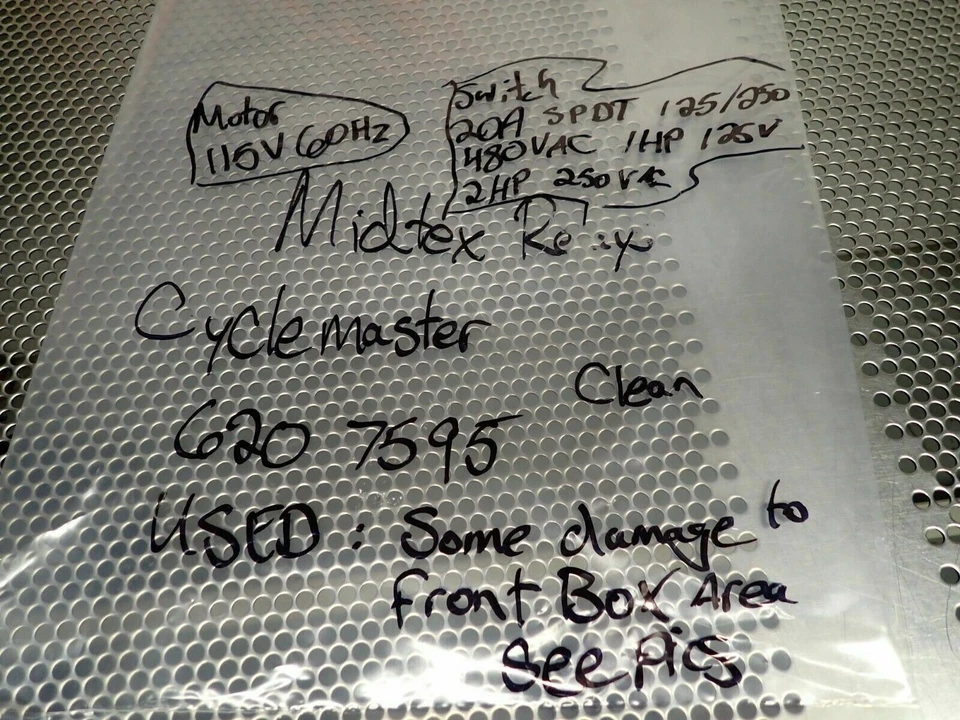 Motor
115V 60HZ
Switch
20A SPDT 125/250
480VAC 1HP 125V
2HP 250VAC
Midtex
Cyclemaster
Clean
620 7595
USED: Some damage to
front Box Area
See Pics